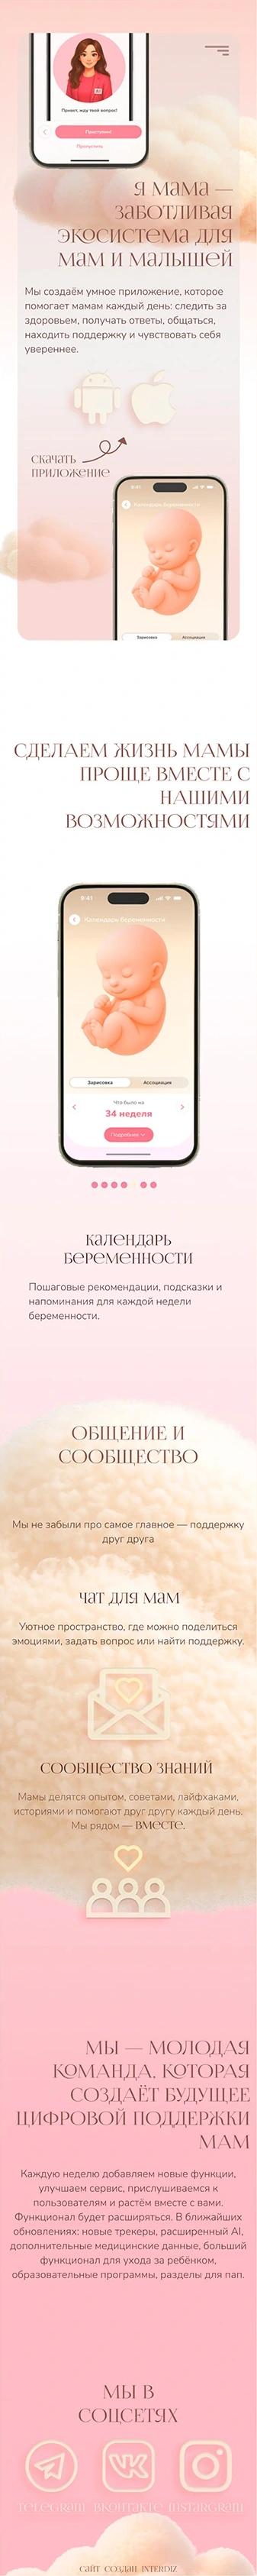 Привет, жду твой вопрос!
Приступим!
Пропустить
Я МАМА —
ЗАБОТЛИВАЯ
ЭКОСИСТЕМА ДЛЯ
МАМ И МАЛЫШЕЙ
Мы создаём умное приложение, которое
помогает мамам каждый день: следить за
здоровьем, получать ответы, общаться,
находить поддержку и чувствовать себя
увереннее.
СКАЧАТЬ
ПРИЛОЖЕНИЕ
9:41
Календарь беременности
Зарисовка
Ассоциация
СДЕЛАЕМ ЖИЗНЬ МАМЫ
ПРОЩЕ ВМЕСТЕ С
НАШИМИ
ВОЗМОЖНОСТЯМИ
9:41
Календарь беременности
Зарисовка
Ассоциация
Что было на
34 неделя
Подробнее
КАЛЕНДАРЬ
БЕРЕМЕННОСТИ
Пошаговые рекомендации, подсказки и
напоминания для каждой недели
беременности.
ОБЩЕНИЕ И
СООБЩЕСТВО
Мы не забыли про самое главное — поддержку
друг друга
ЧАТ ДЛЯ МАМ
Уютное пространство, где можно поделиться
эмоциями, задать вопрос или найти поддержку.
СООБЩЕСТВО ЗНАНИЙ
Мамы делятся опытом, советами, лайфхаками,
историями и помогают друг другу каждый день.
Мы рядом — ВМЕСТЕ.
МЫ — МОЛОДАЯ
КОМАНДА, КОТОРАЯ
СОЗДАЁТ БУДУЩЕЕ
ЦИФРОВОЙ ПОДДЕРЖКИ
МАМ
Каждую неделю добавляем новые функции,
улучшаем сервис, прислушиваемся к
пользователям и растём вместе с вами.
Функционал будет расширяться. В ближайших
обновлениях: новые трекеры, расширенный AI,
дополнительные медицинские данные, больший
функционал для ухода за ребёнком,
образовательные программы, разделы для пап.
МЫ В
СОЦСЕТЯХ
TELEGRAM ВКОНТАКТЕ INSTAGRAM
САЙТ СОЗДАН INTERDIZ